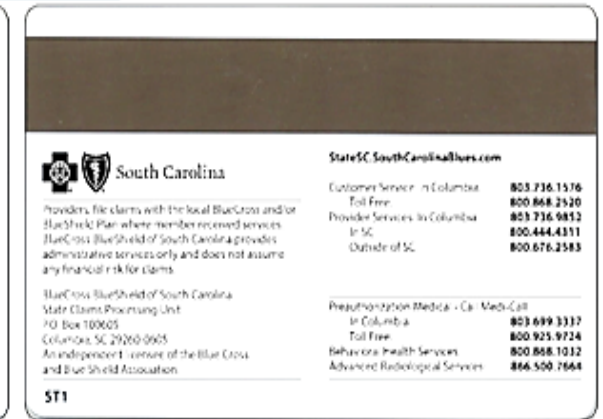 South Carolina
Providers, file claims with the local BlueCross and/or
BlueShield Plan where member received services
BlueCross BlueShield of South Carolina provides
administrative services only and does not assume
any financial risk for claims
BlueCross BlueShield of South Carolina
State Claims Processing Unit
PO Box 100605
Columbia, SC 29260-0605
An independent licensee of the Blue Cross
and Blue Shield Association
ST1
StateSC.SouthCarolinaBlues.com
Customer Service In Columbia 803.736.1576
Toll Free 800.868.2520
Provider Services In Columbia 803.736.9852
In SC 800.444.4311
Outside of SC 800.676.2583
Preauthorization Medical - Call Medi-Call
In Columbia 803.699.3337
Toll Free 800.925.9724
Behavioral Health Services 800.868.1032
Advanced Radiological Services 866.500.7664